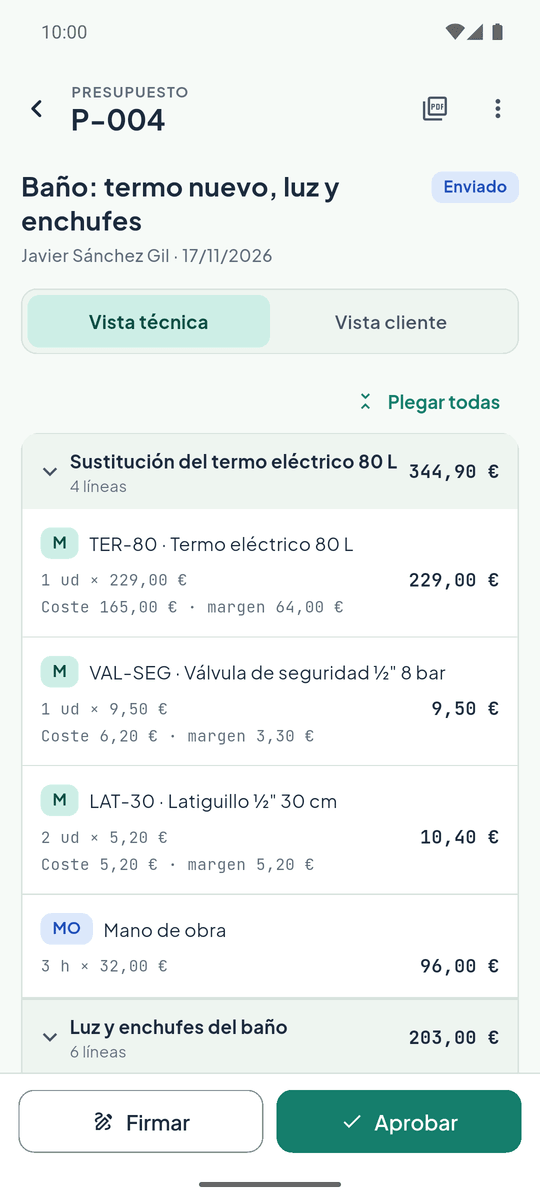 10:00
PRESUPUESTO
P-004
PDF
Baño: termo nuevo, luz y
enchufes
Enviado
Javier Sánchez Gil · 17/11/2026
Vista técnica
Vista cliente
Plegar todas
Sustitución del termo eléctrico 80 L
344,90 €
4 líneas
M TER-80 · Termo eléctrico 80 L
1 ud × 229,00 €
229,00 €
Coste 165,00 € · margen 64,00 €
M VAL-SEG · Válvula de seguridad ½" 8 bar
1 ud × 9,50 €
9,50 €
Coste 6,20 € · margen 3,30 €
M LAT-30 · Latiguillo ½" 30 cm
2 ud × 5,20 €
10,40 €
Coste 5,20 € · margen 5,20 €
MO Mano de obra
3 h × 32,00 €
96,00 €
Luz y enchufes del baño
203,00 €
6 líneas
Firmar
Aprobar